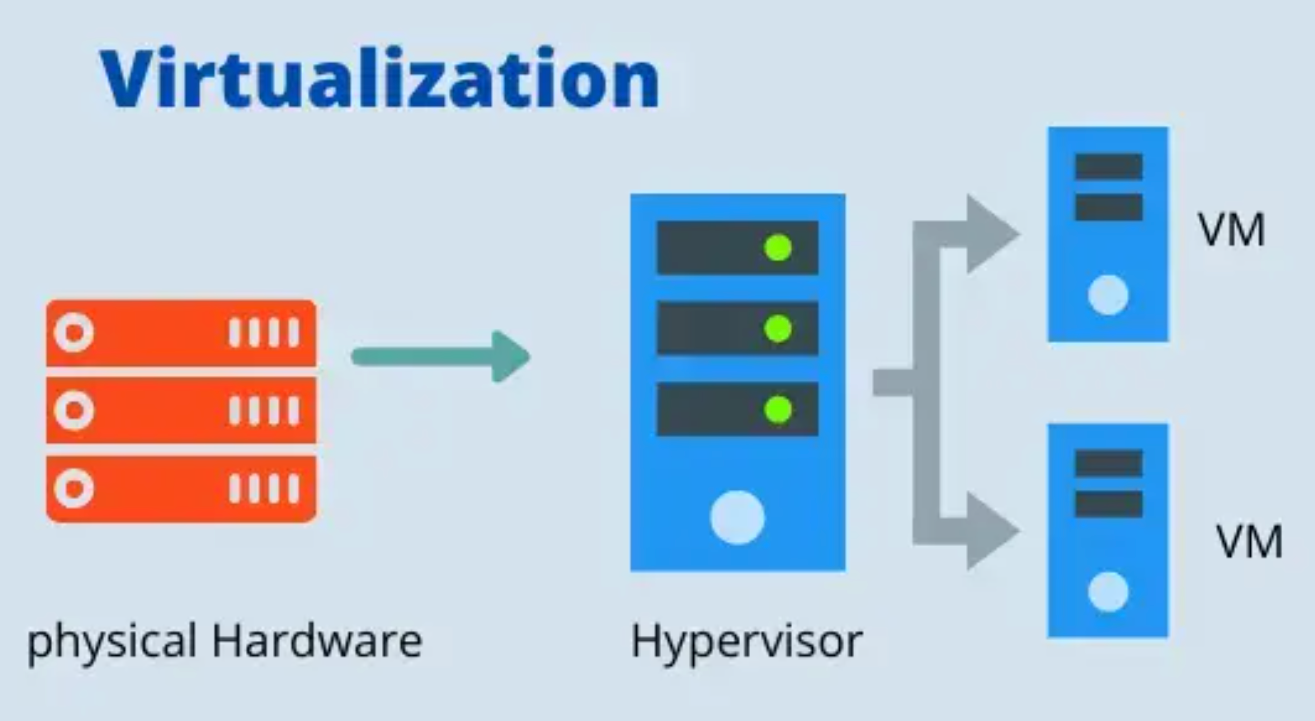 Virtualization
VM
VM
physical Hardware
Hypervisor